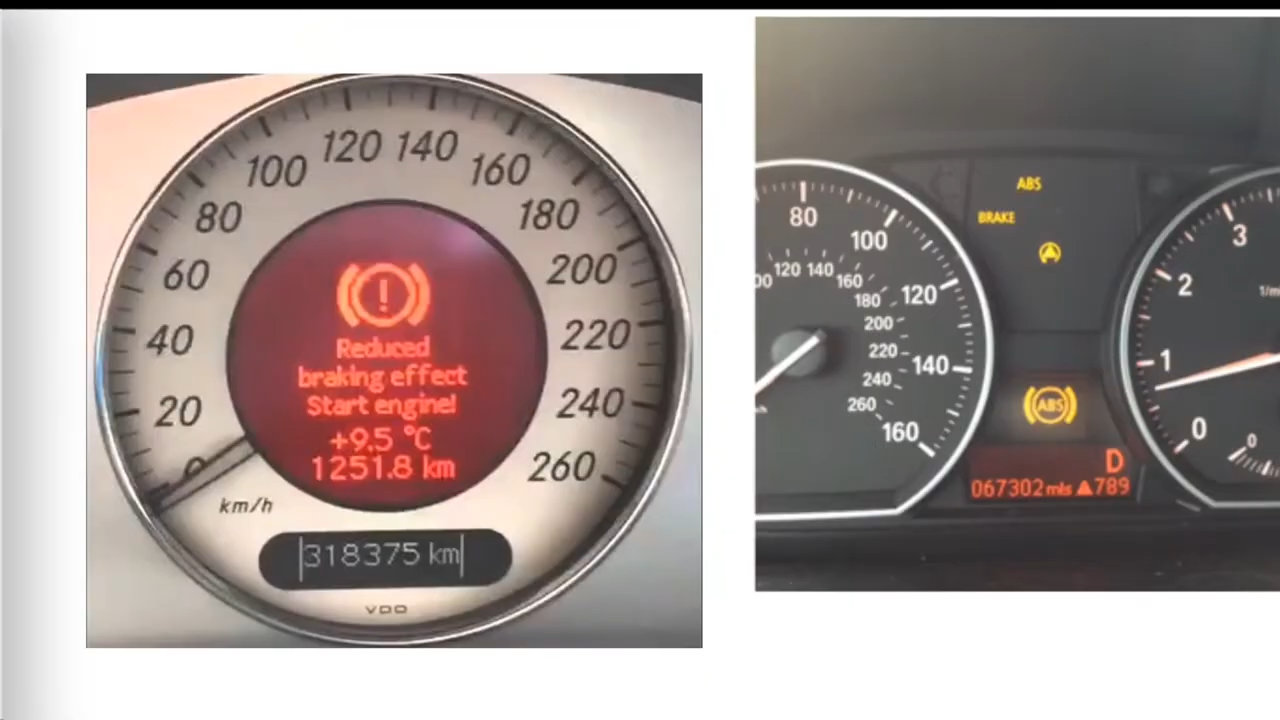 120 140
100 160
80 180
60 200
40 220
20 240
0 260
!
Reduced
braking effect
Start engine!
+9.5 °C
1251.8 km
km/h
318375 km
VDO
ABS
BRAKE
80
100
120
140
160
120 140
160
180
200
220
240
260
ABS
D
067302 mls ▲789
3
2
1
0
0